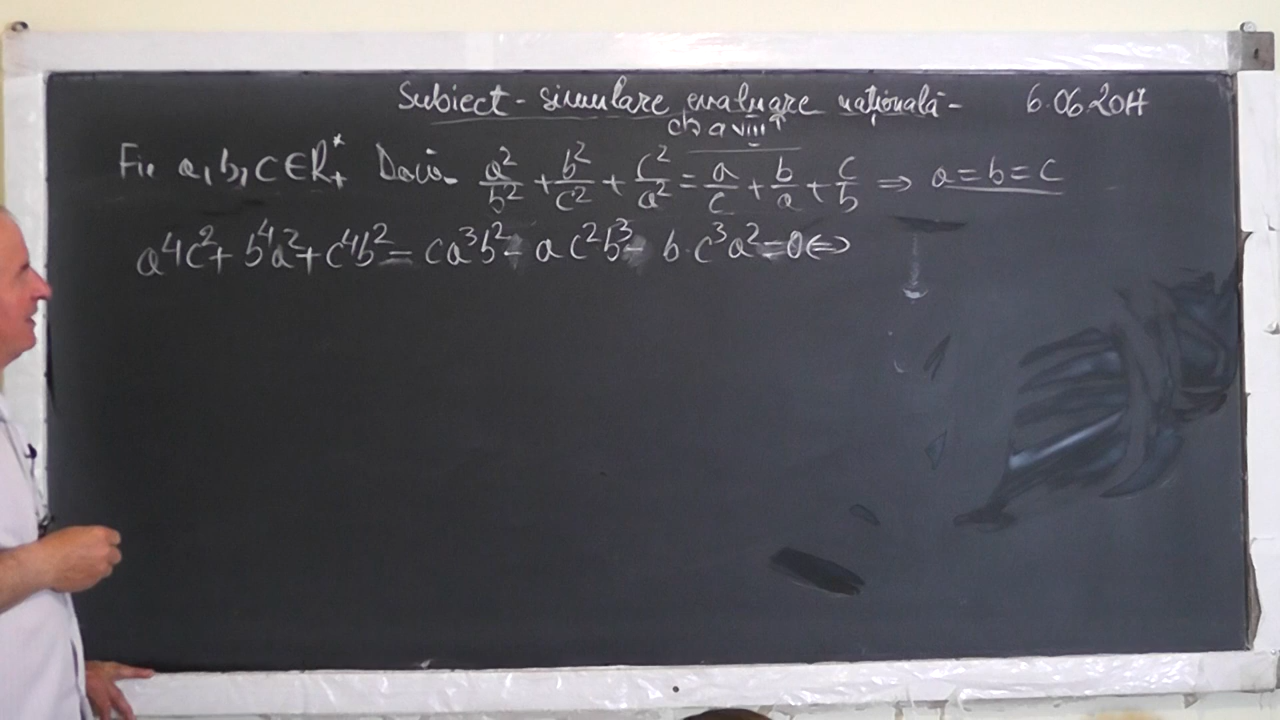 Subiect - simulare evaluare națională - 6.06.2017
cls a VIII a
Fie a, b, c ∈ R₊* Dacă a²/b² + b²/c² + c²/a² = a/c + b/a + c/b ⇒ a = b = c
a⁴c² + b⁴a² + c⁴b² - ca³b² - ac²b³ - b·c³a² = 0 ⇔